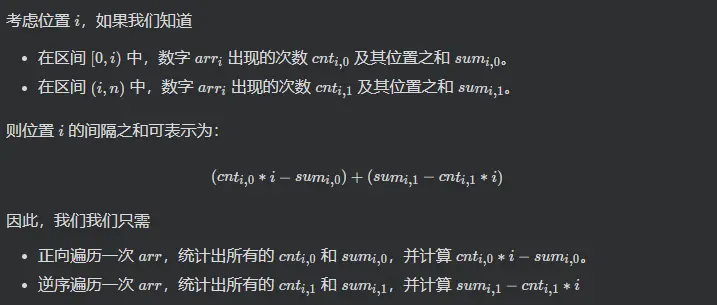 考虑位置 i，如果我们知道
• 在区间 [0, i) 中，数字 arr_i 出现的次数 cnt_{i,0} 及其位置之和 sum_{i,0}。
• 在区间 (i, n) 中，数字 arr_i 出现的次数 cnt_{i,1} 及其位置之和 sum_{i,1}。
则位置 i 的间隔之和可表示为：
(cnt_{i,0} * i − sum_{i,0}) + (sum_{i,1} − cnt_{i,1} * i)
因此，我们我们只需
• 正向遍历一次 arr，统计出所有的 cnt_{i,0} 和 sum_{i,0}，并计算 cnt_{i,0} * i − sum_{i,0}。
• 逆序遍历一次 arr，统计出所有的 cnt_{i,1} 和 sum_{i,1}，并计算 sum_{i,1} − cnt_{i,1} * i